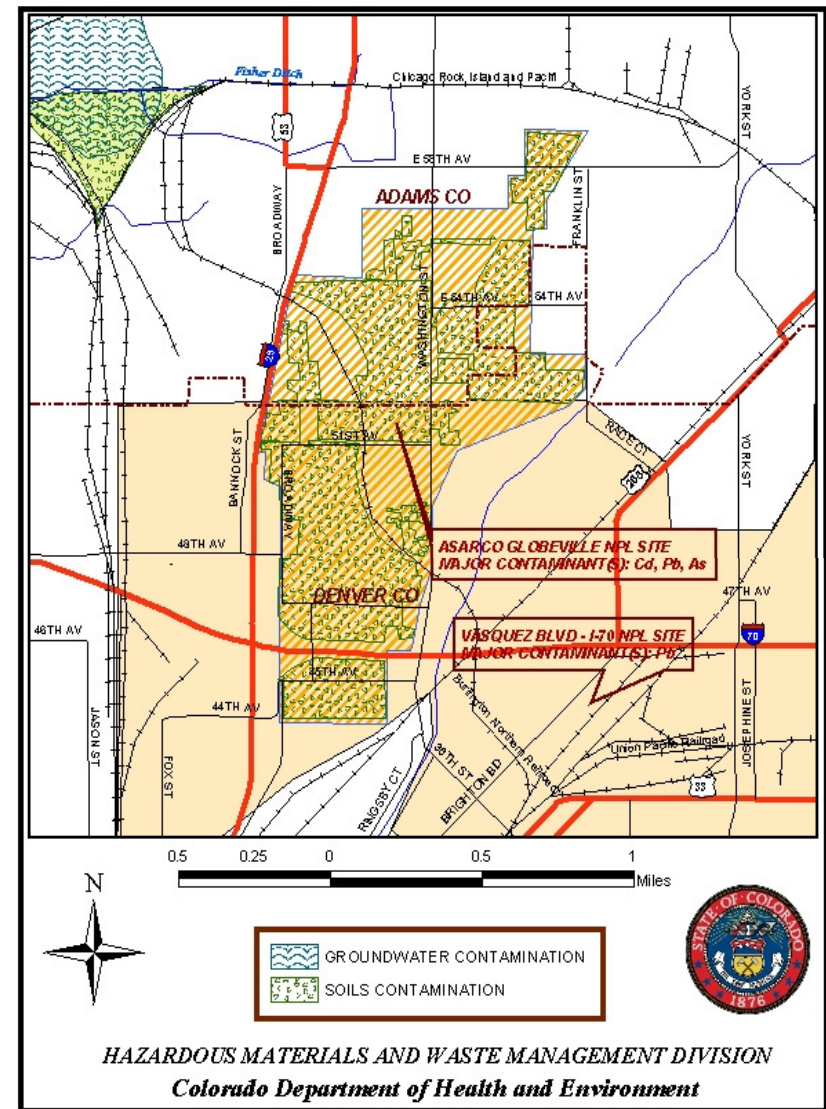 Fisher Ditch
Chicago Rock Island and Pacifi
53
YORK ST
E 58TH AV
ADAMS CO
BROADWAY
FRANKLIN ST
WASHINGTON ST
E 54TH AV
54TH AV
25
51ST AV
RACE CT
BANNOCK ST
BROADWAY
YORK ST
265
ASARCO GLOBEVILLE NPL SITE
MAJOR CONTAMINANT(S): Cd, Pb, As
48TH AV
DENVER CO
47TH AV
46TH AV
VASQUEZ BLVD - I-70 NPL SITE
MAJOR CONTAMINANT(S): Pb
70
45TH AV
44TH AV
JASON ST
FOX ST
Burlington Northern Railroad
Union Pacific Railroad
JOSEPHINE ST
38TH ST
BRIGHTON BD
RINGSBY CT
33
0.5 0.25 0 0.5 1
Miles
N
GROUNDWATER CONTAMINATION
SOILS CONTAMINATION
STATE OF COLORADO
1876
HAZARDOUS MATERIALS AND WASTE MANAGEMENT DIVISION
Colorado Department of Health and Environment